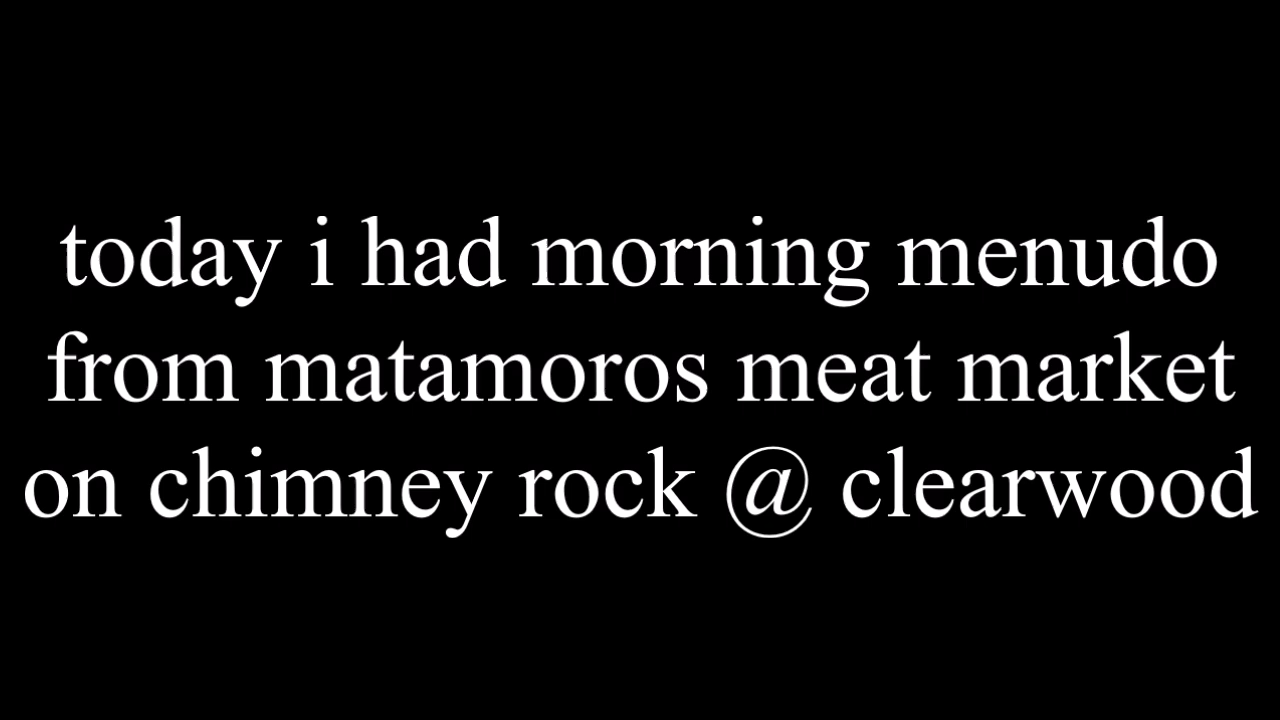 today i had morning menudo
from matamoros meat market
on chimney rock @ clearwood